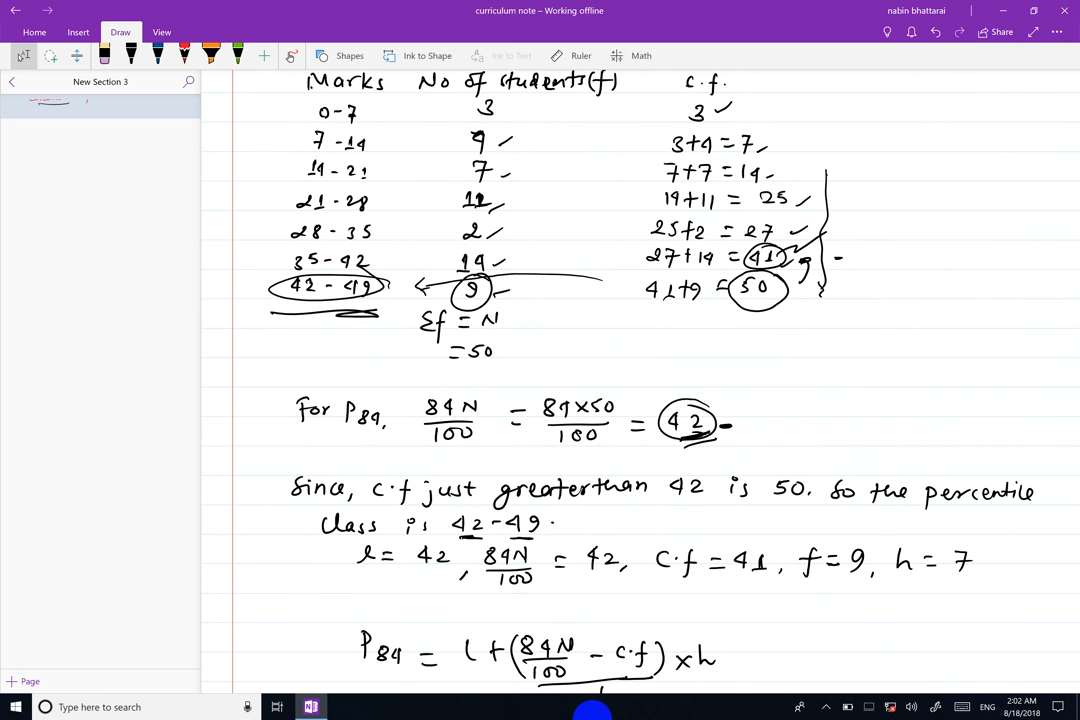 curriculum note – Working offline
nabin bhattarai
Home Insert Draw View
Share
Shapes Ink to Shape Ink to Text Ruler Math
New Section 3
Marks No of students(f) c.f.
0-7 3 3
7-14 4 3+4=7
14-21 7 7+7=14
21-28 11 14+11 = 25
28-35 2 25+2 = 27
35-42 14 27+14 = 41
42-49 9 41+9 = 50
Σf = N
=50
For P84, 84N/100 = 84×50/100 = 42
Since, c.f just greater than 42 is 50. So the percentile
class is 42-49.
l = 42, 84N/100 = 42, c.f = 41, f = 9, h = 7
P84 = l + (84N/100 - c.f) × h
Page
Type here to search
ENG
2:02 AM
8/18/2018